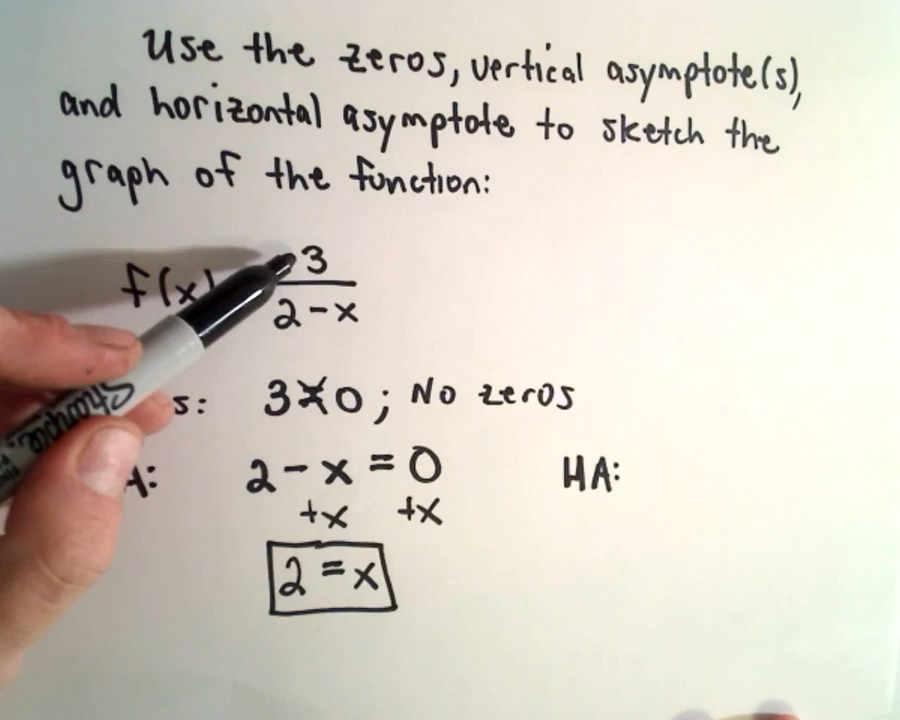 Use the zeros, vertical asymptote(s),
and horizontal asymptote to sketch the
graph of the function:
f(x) 3
2-x
s: 3≠0; No zeros
: 2-x=0 HA:
+x +x
2=x
Sharpie